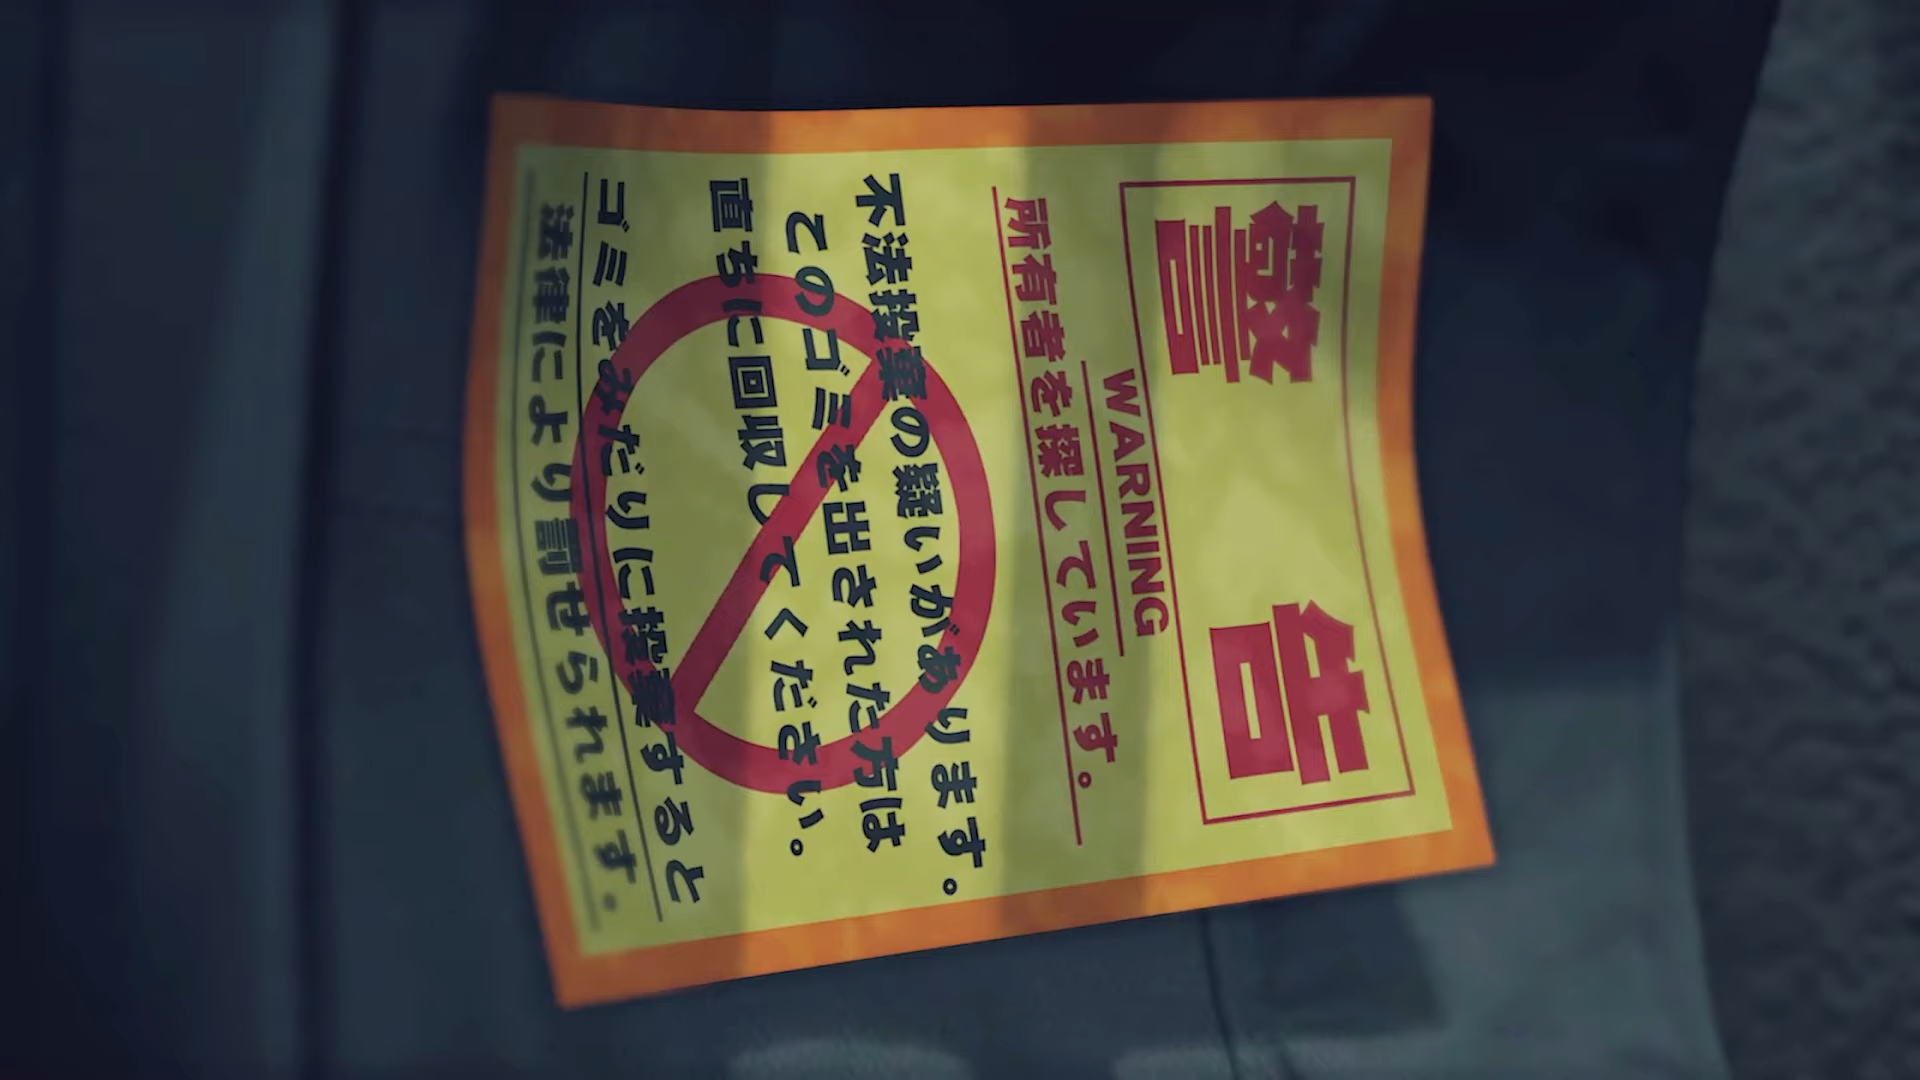 警告
WARNING
所有者を探しています。
不法投棄の疑いがあります。
このゴミを出された方は
直ちに回収してください。
ゴミをみだりに投棄すると
法律により罰せられます。